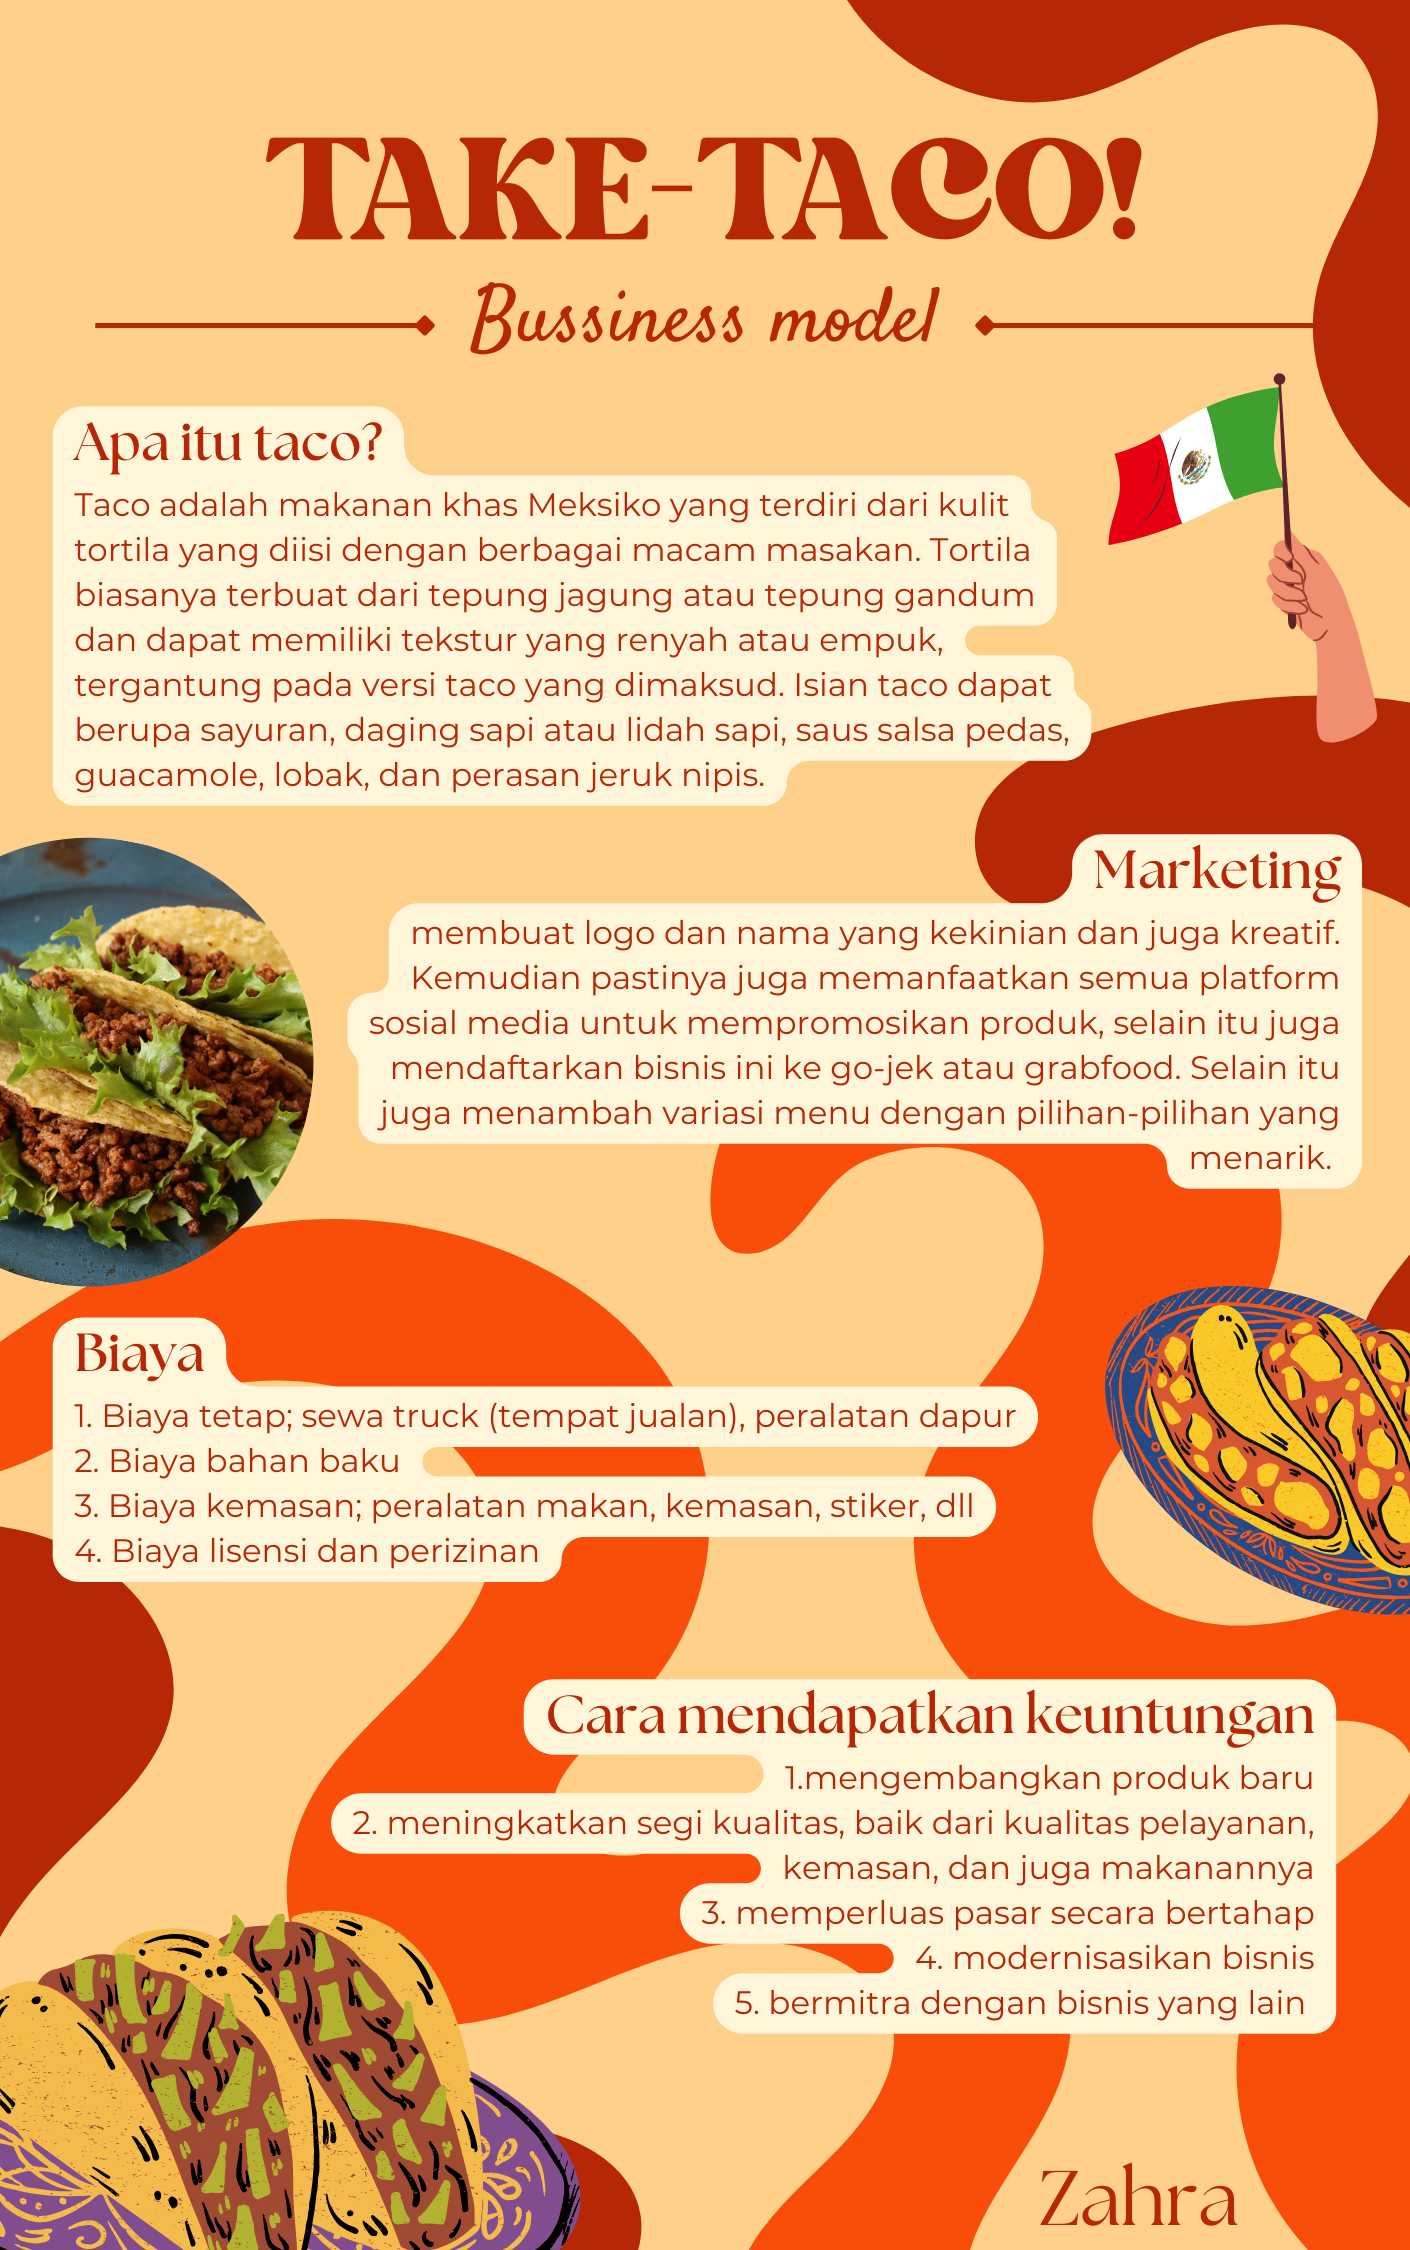 TAKE-TACO!
Bussiness model
Apa itu taco?
Taco adalah makanan khas Meksiko yang terdiri dari kulit
tortila yang diisi dengan berbagai macam masakan. Tortila
biasanya terbuat dari tepung jagung atau tepung gandum
dan dapat memiliki tekstur yang renyah atau empuk,
tergantung pada versi taco yang dimaksud. Isian taco dapat
berupa sayuran, daging sapi atau lidah sapi, saus salsa pedas,
guacamole, lobak, dan perasan jeruk nipis.
Marketing
membuat logo dan nama yang kekinian dan juga kreatif.
Kemudian pastinya juga memanfaatkan semua platform
sosial media untuk mempromosikan produk, selain itu juga
mendaftarkan bisnis ini ke go-jek atau grabfood. Selain itu
juga menambah variasi menu dengan pilihan-pilihan yang
menarik.
Biaya
1. Biaya tetap; sewa truck (tempat jualan), peralatan dapur
2. Biaya bahan baku
3. Biaya kemasan; peralatan makan, kemasan, stiker, dll
4. Biaya lisensi dan perizinan
Cara mendapatkan keuntungan
1.mengembangkan produk baru
2. meningkatkan segi kualitas, baik dari kualitas pelayanan,
kemasan, dan juga makanannya
3. memperluas pasar secara bertahap
4. modernisasikan bisnis
5. bermitra dengan bisnis yang lain
Zahra